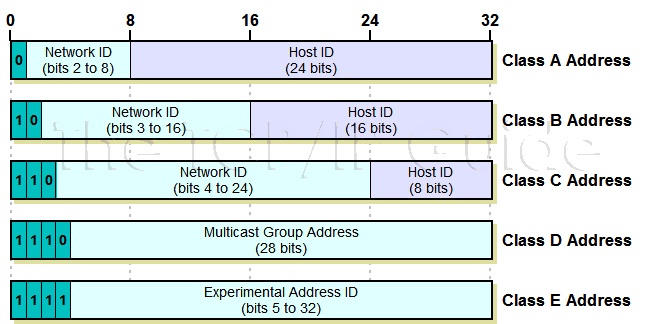 0 8 16 24 32
0 Network ID (bits 2 to 8) Host ID (24 bits) Class A Address
1 0 Network ID (bits 3 to 16) Host ID (16 bits) Class B Address
The TCP/IP Guide
1 1 0 Network ID (bits 4 to 24) Host ID (8 bits) Class C Address
1 1 1 0 Multicast Group Address (28 bits) Class D Address
1 1 1 1 Experimental Address ID (bits 5 to 32) Class E Address